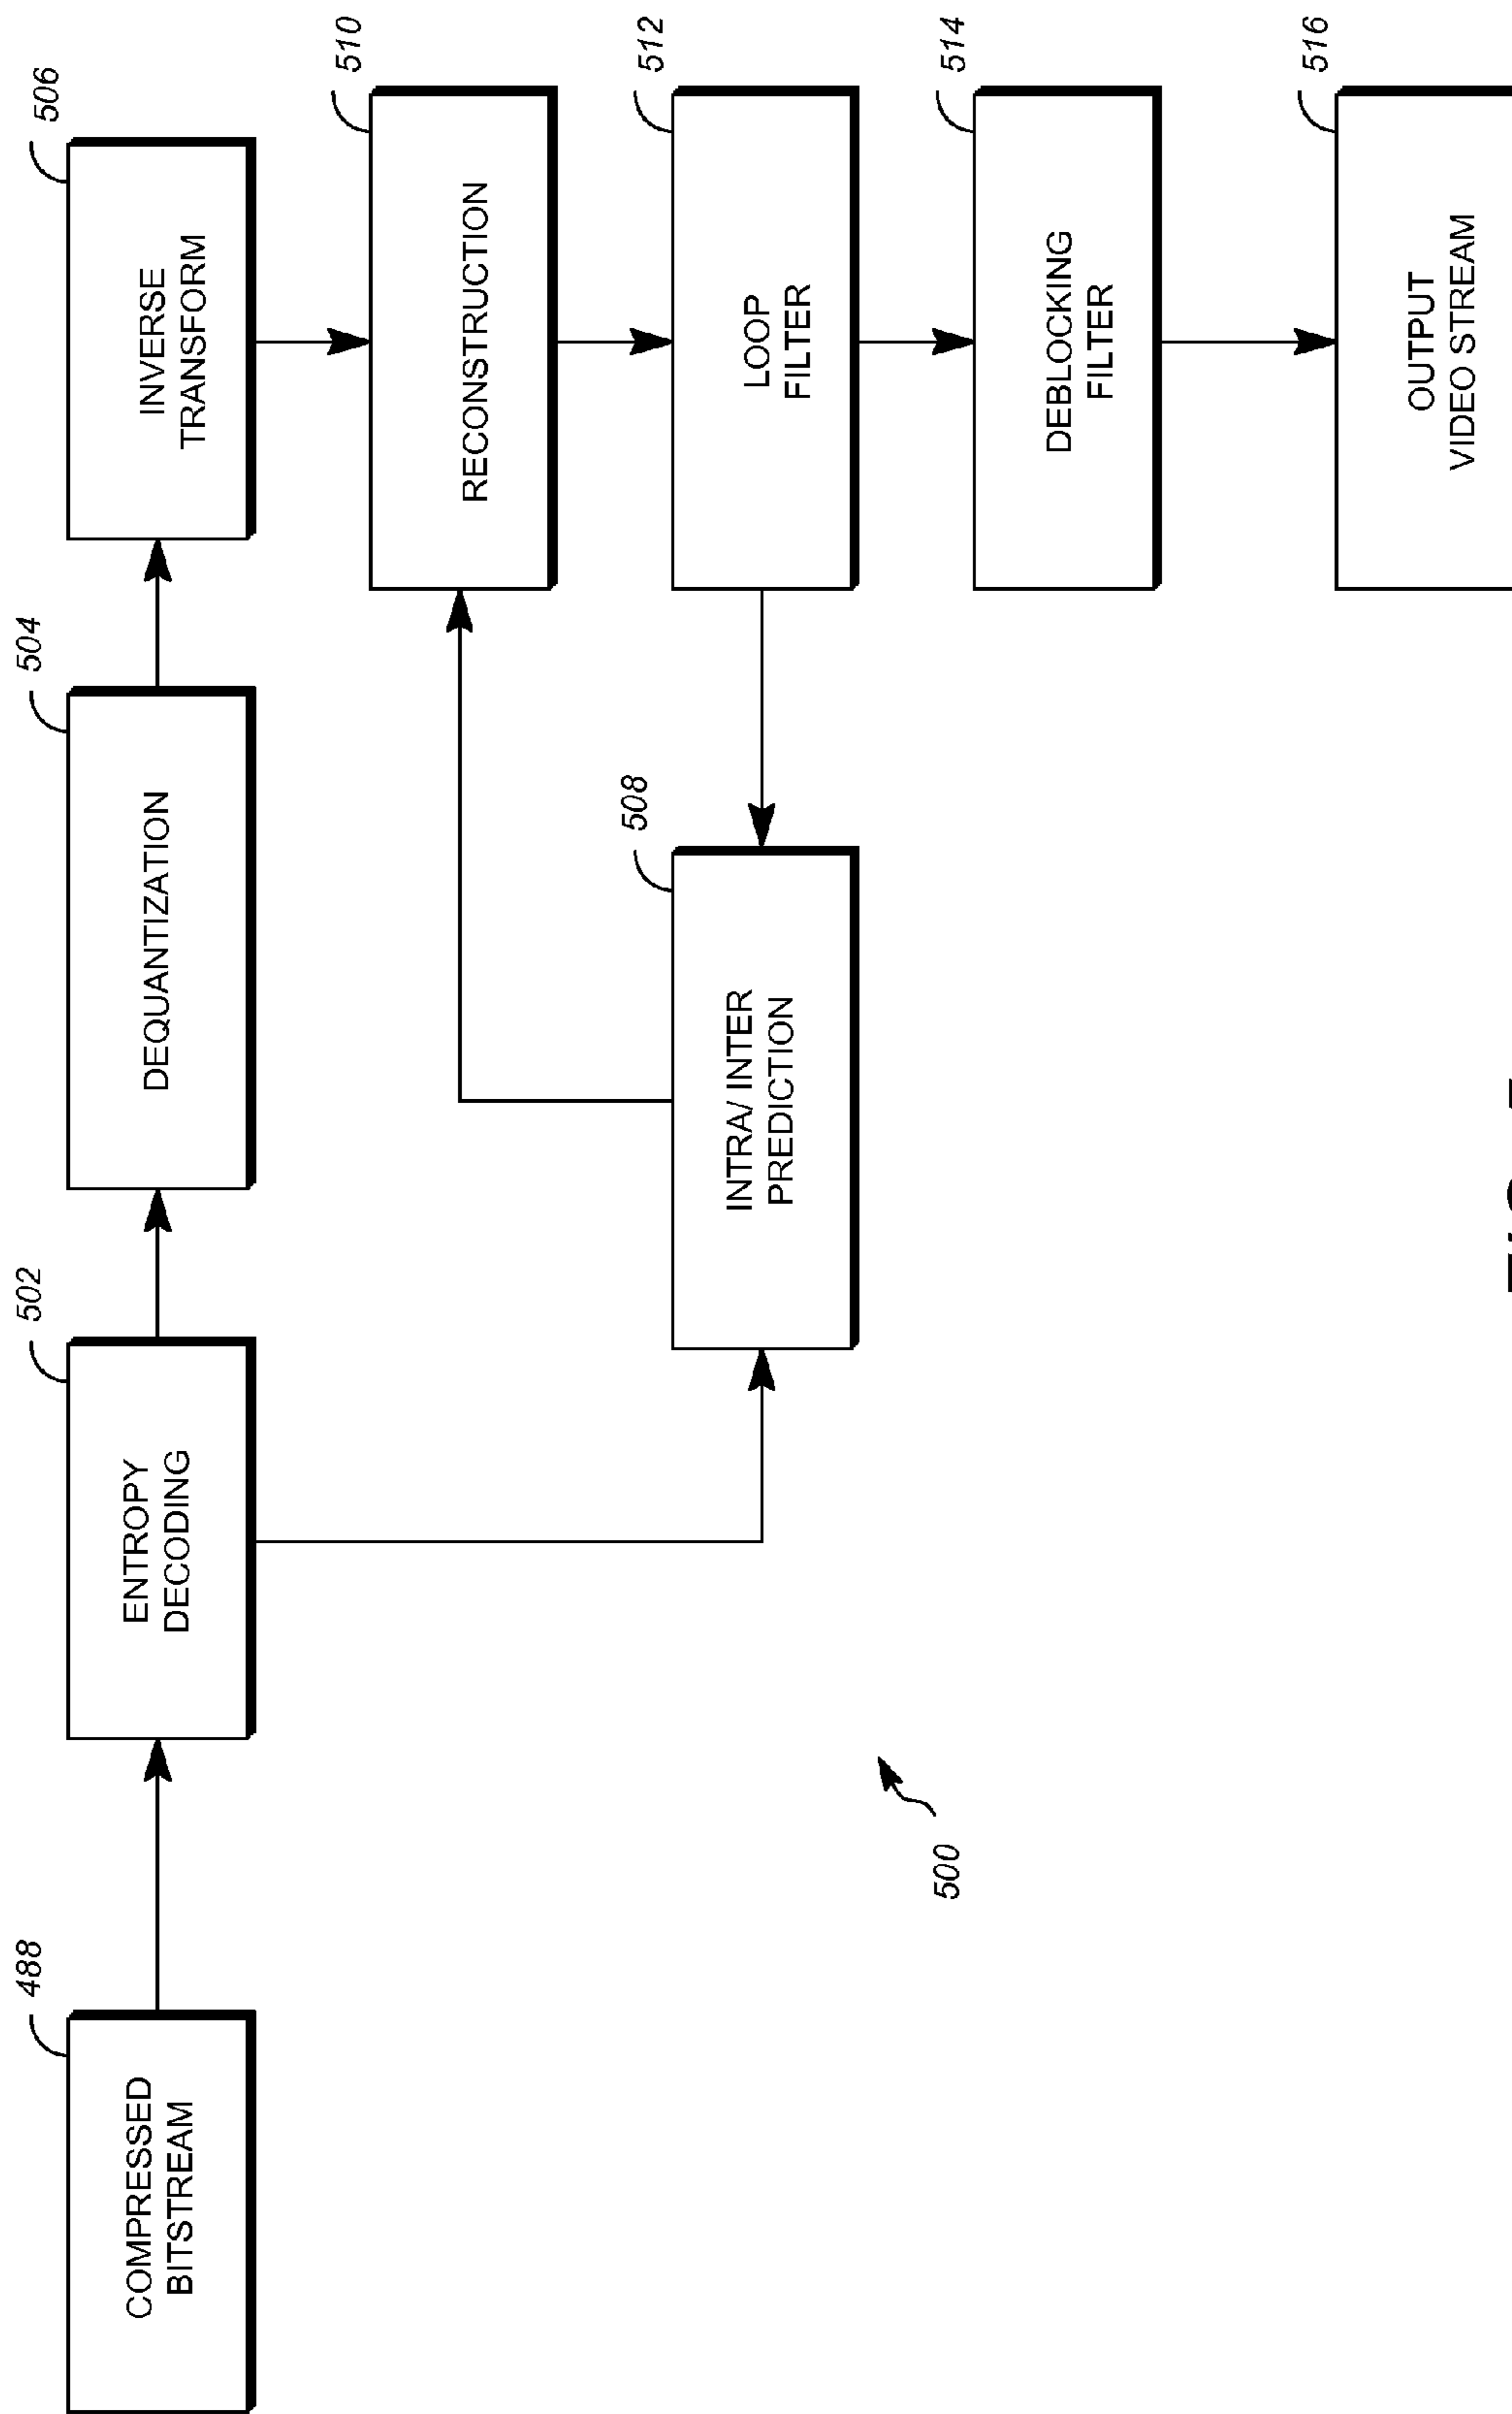 488
COMPRESSED
BITSTREAM
502
ENTROPY
DECODING
504
DEQUANTIZATION
506
INVERSE
TRANSFORM
508
INTRA/ INTER
PREDICTION
510
RECONSTRUCTION
512
LOOP
FILTER
514
DEBLOCKING
FILTER
516
OUTPUT
VIDEO STREAM
500